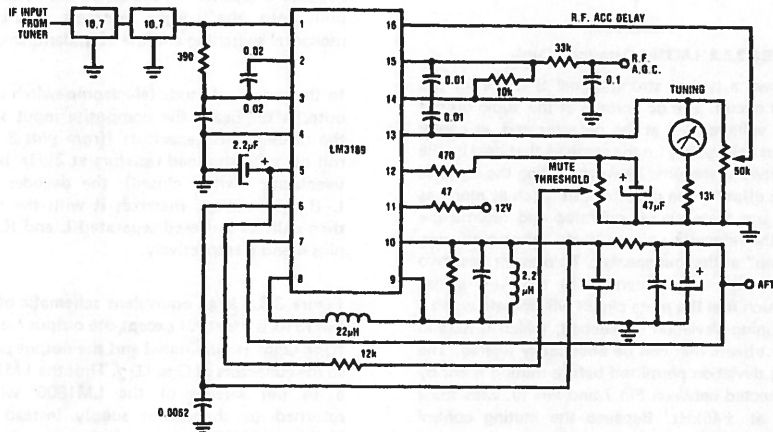 IF INPUT
FROM
TUNER
10.7
10.7
390
0.02
0.02
2.2μF
+
LM3189
1
2
3
4
5
6
7
8
16
15
14
13
12
11
10
9
R.F. ACC DELAY
33k
R.F.
A.G.C.
0.01
10k
0.1
0.01
TUNING
470
MUTE
THRESHOLD
+
47μF
13k
50k
47
12V
2.2
μH
+
+
AFT
22μH
12k
0.0062